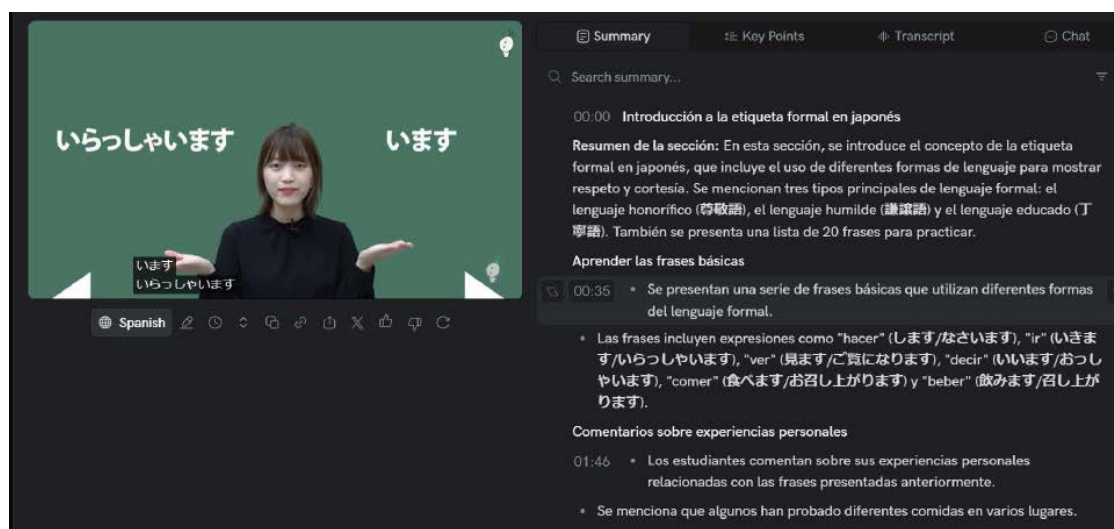 いらっしゃいます
います
います
いらっしゃいます
Spanish
Summary
Key Points
Transcript
Chat
Search summary...
00:00 Introducción a la etiqueta formal en japonés
Resumen de la sección: En esta sección, se introduce el concepto de la etiqueta
formal en japonés, que incluye el uso de diferentes formas de lenguaje para mostrar
respeto y cortesía. Se mencionan tres tipos principales de lenguaje formal: el
lenguaje honorífico (尊敬語), el lenguaje humilde (謙譲語) y el lenguaje educado (丁
寧語). También se presenta una lista de 20 frases para practicar.
Aprender las frases básicas
00:35 • Se presentan una serie de frases básicas que utilizan diferentes formas
del lenguaje formal.
• Las frases incluyen expresiones como "hacer" (します/なさいます), "ir" (いきま
す/いらっしゃいます), "ver" (見ます/ご覧になります), "decir" (いいます/おっし
ゃいます), "comer" (食べます/お召し上がります) y "beber" (飲みます/召し上が
ります).
Comentarios sobre experiencias personales
01:46 • Los estudiantes comentan sobre sus experiencias personales
relacionadas con las frases presentadas anteriormente.
• Se menciona que algunos han probado diferentes comidas en varios lugares.